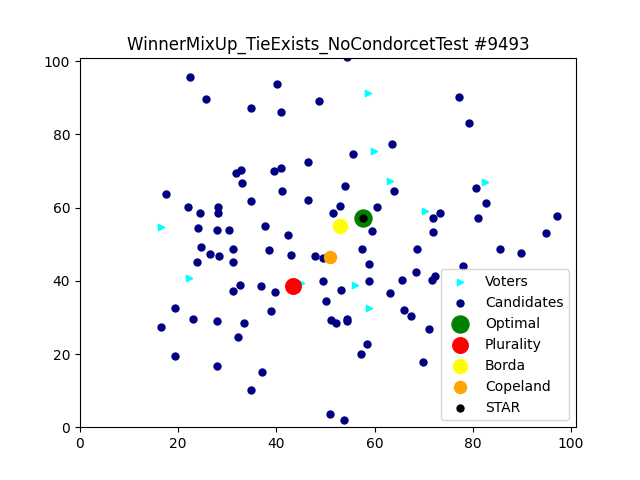 WinnerMixUp_TieExists_NoCondorcetTest #9493
100
80
60
40
20
0
0 20 40 60 80 100
Voters
Candidates
Optimal
Plurality
Borda
Copeland
STAR